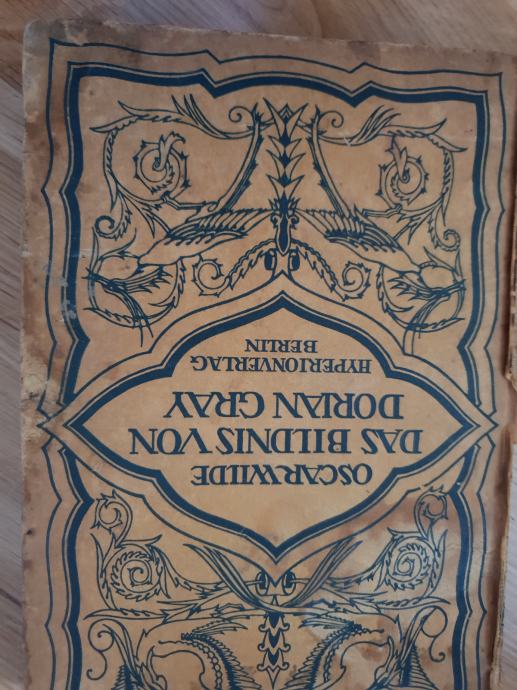 OSCAR WILDE
DAS BILDNIS VON
DORIAN GRAY
HYPERIONVERLAG
BERLIN